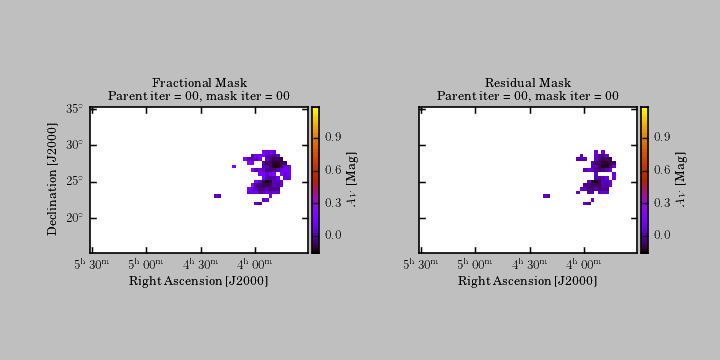 Fractional Mask
Parent iter = 00, mask iter = 00
35°
30°
25°
20°
Declination [J2000]
5ʰ 30ᵐ 5ʰ 00ᵐ 4ʰ 30ᵐ 4ʰ 00ᵐ
Right Ascension [J2000]
0.9
0.6
0.3
0.0
A_V [Mag]
Residual Mask
Parent iter = 00, mask iter = 00
5ʰ 30ᵐ 5ʰ 00ᵐ 4ʰ 30ᵐ 4ʰ 00ᵐ
Right Ascension [J2000]
0.9
0.6
0.3
0.0
A_V [Mag]